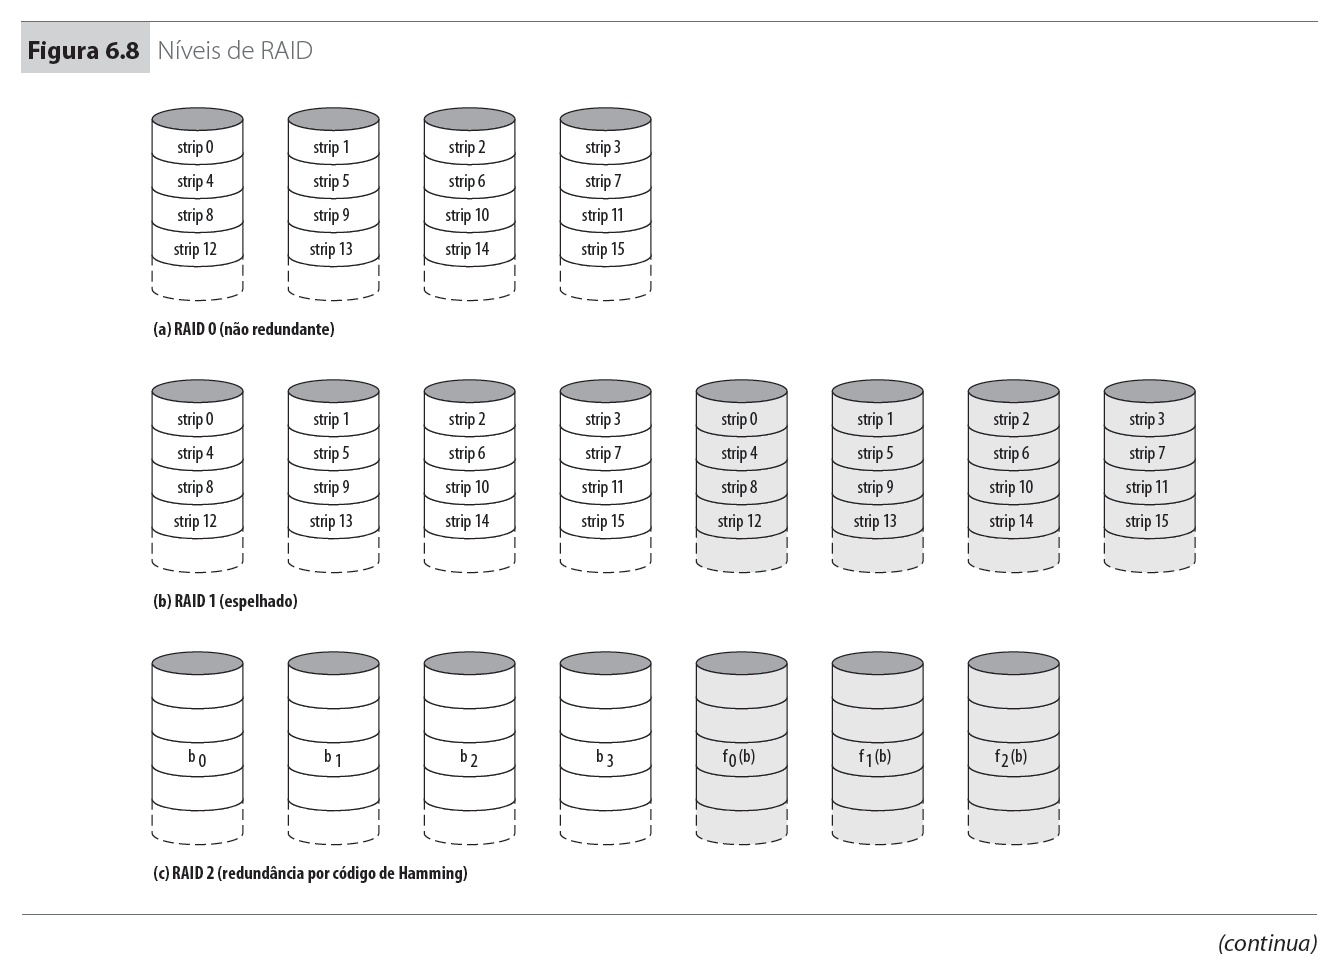 Figura 6.8 Níveis de RAID
strip 0 strip 1 strip 2 strip 3
strip 4 strip 5 strip 6 strip 7
strip 8 strip 9 strip 10 strip 11
strip 12 strip 13 strip 14 strip 15
(a) RAID 0 (não redundante)
strip 0 strip 1 strip 2 strip 3 strip 0 strip 1 strip 2 strip 3
strip 4 strip 5 strip 6 strip 7 strip 4 strip 5 strip 6 strip 7
strip 8 strip 9 strip 10 strip 11 strip 8 strip 9 strip 10 strip 11
strip 12 strip 13 strip 14 strip 15 strip 12 strip 13 strip 14 strip 15
(b) RAID 1 (espelhado)
b0 b1 b2 b3 f0(b) f1(b) f2(b)
(c) RAID 2 (redundância por código de Hamming)
(continua)